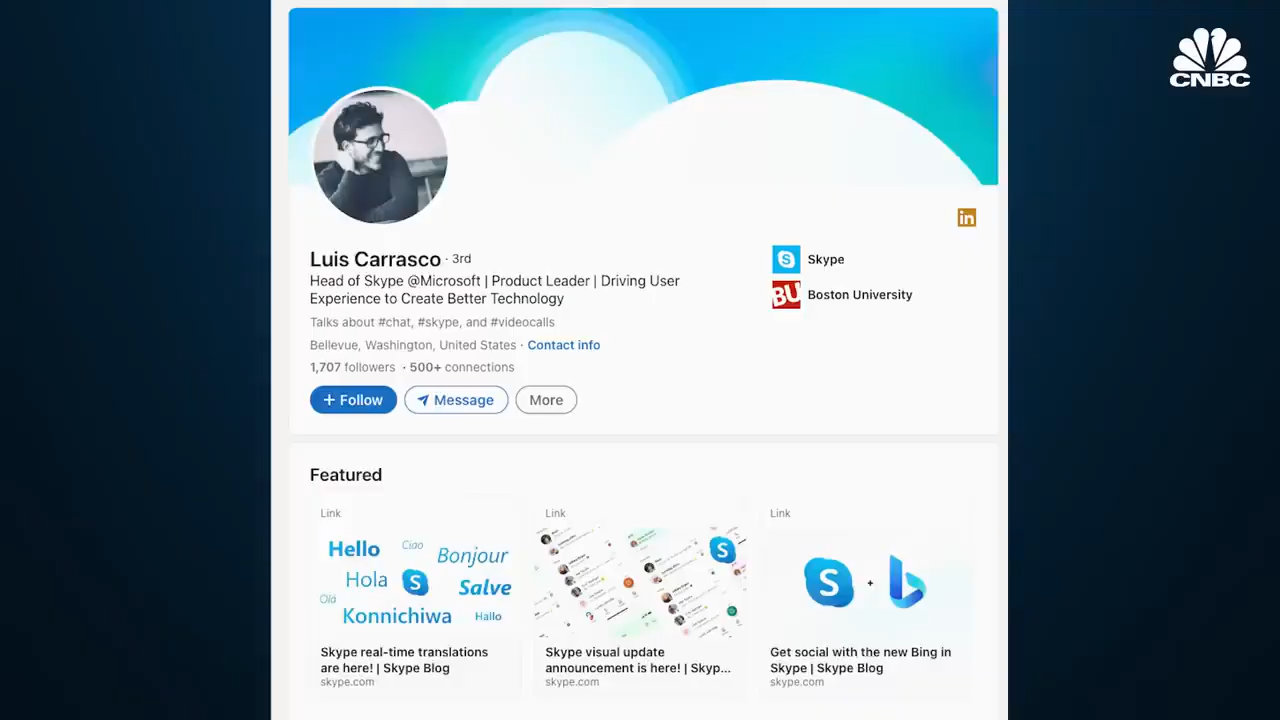 CNBC
in
Luis Carrasco · 3rd
Head of Skype @Microsoft | Product Leader | Driving User
Experience to Create Better Technology
Talks about #chat, #skype, and #videocalls
Bellevue, Washington, United States · Contact info
1,707 followers · 500+ connections
+ Follow
Message
More
S Skype
BU Boston University
Featured
Link
Hello
Ciao
Bonjour
Hola
S
Salve
Olá
Konnichiwa
Hallo
Skype real-time translations
are here! | Skype Blog
skype.com
Link
S
Skype visual update
announcement is here! | Skyp...
skype.com
Link
S +
Get social with the new Bing in
Skype | Skype Blog
skype.com